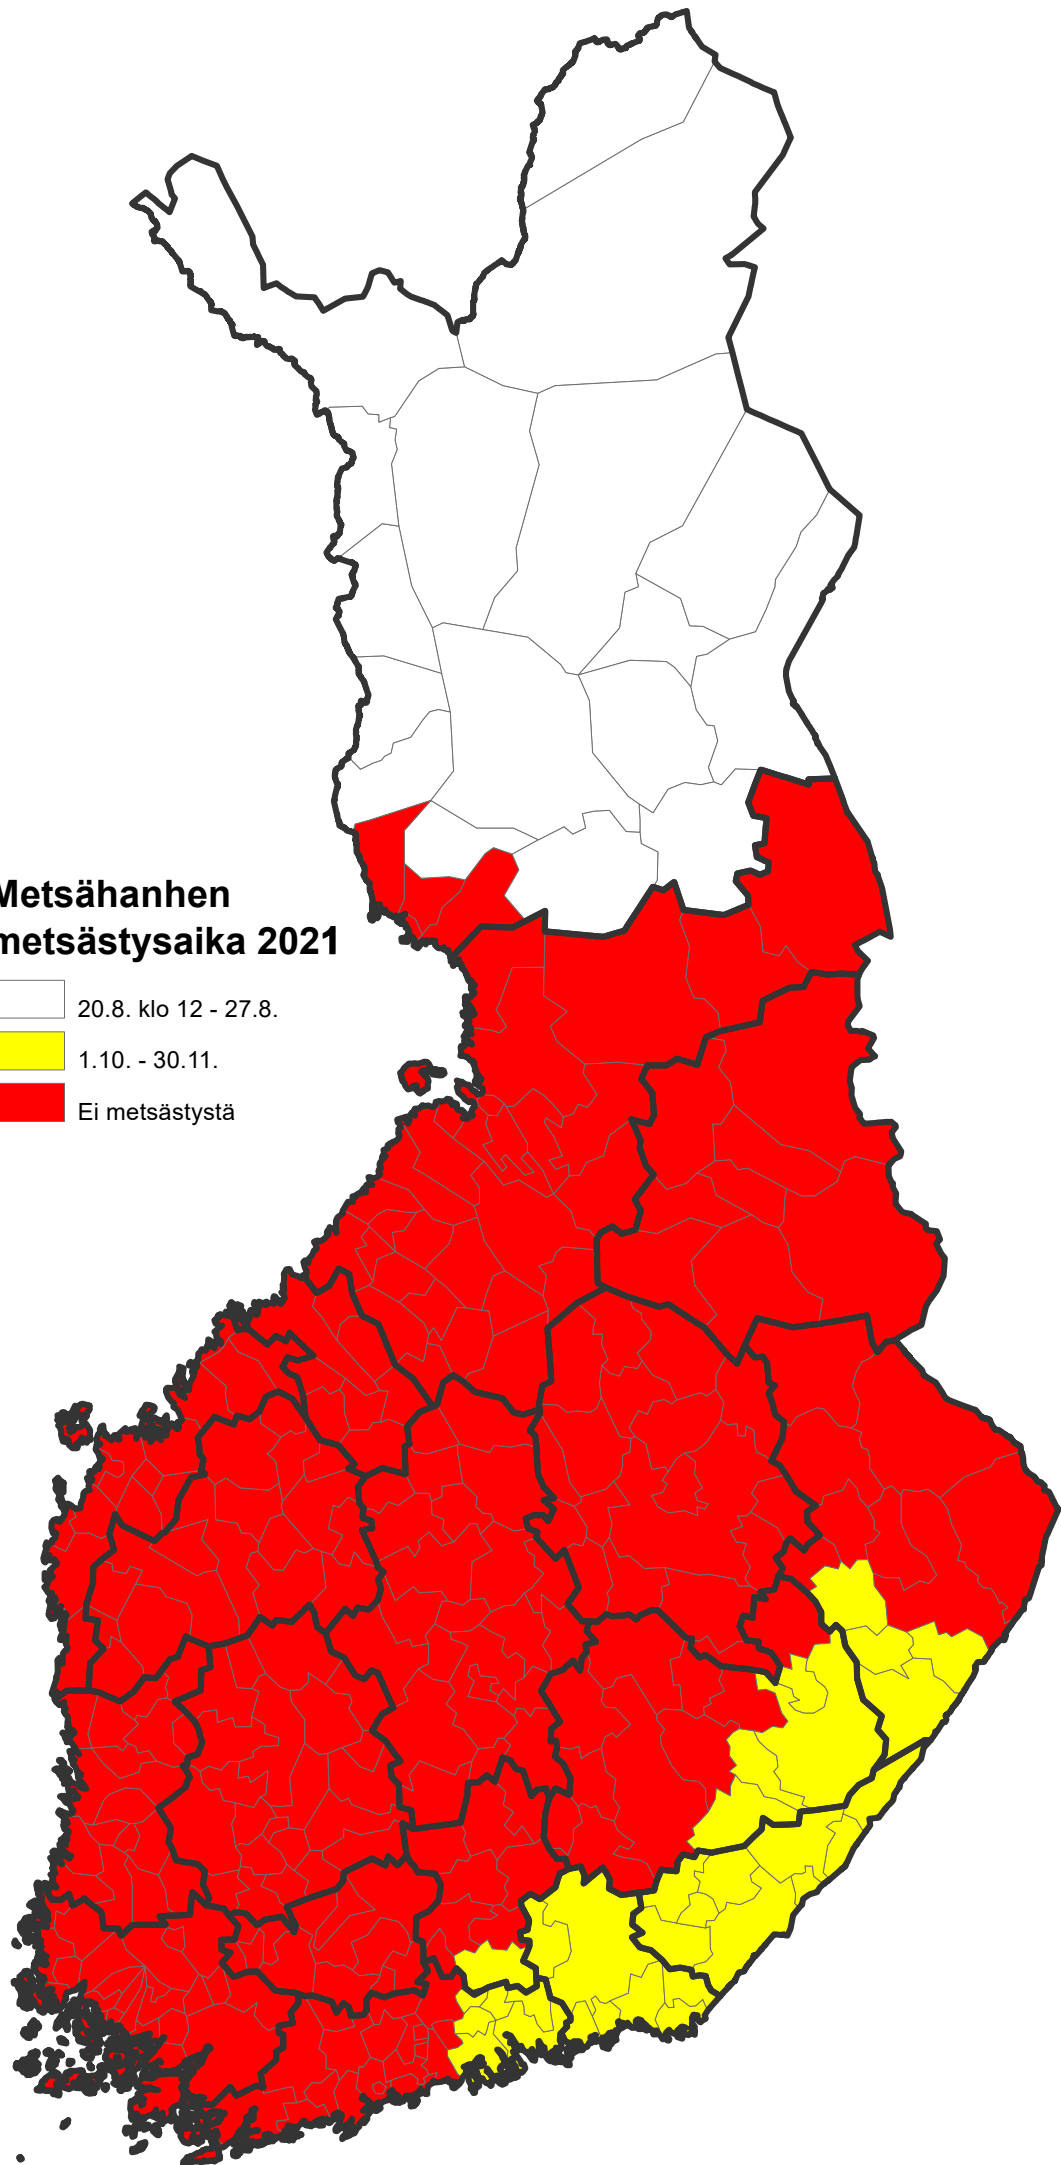 Metsähanhen
metsästysaika 2021
20.8. klo 12 - 27.8.
1.10. - 30.11.
Ei metsästystä